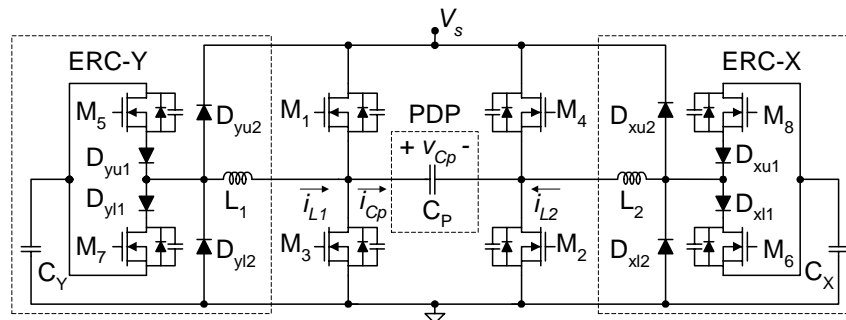 V_s
ERC-Y
ERC-X
M_5
D_yu2
M_1
PDP
M_4
D_xu2
M_8
D_yu1
+ v_Cp -
D_xu1
D_yl1
L_1
i_L1
i_Cp
C_P
i_L2
L_2
D_xl1
M_7
M_3
M_2
M_6
C_Y
D_yl2
D_xl2
C_X